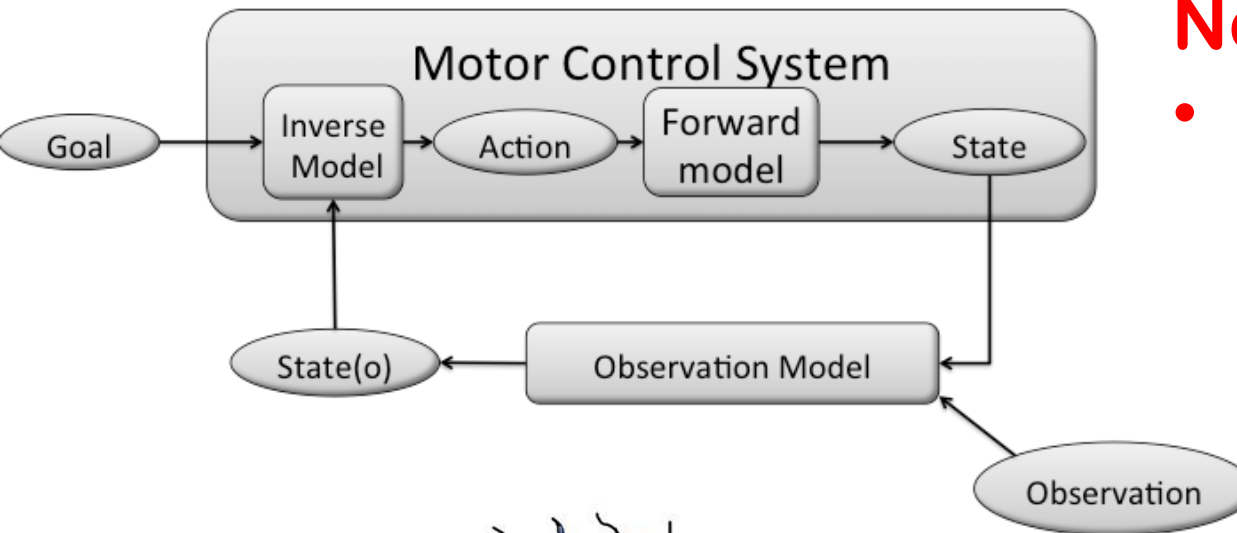 Motor Control System
Goal
Inverse
Model
Action
Forward
model
State
State(o)
Observation Model
Observation